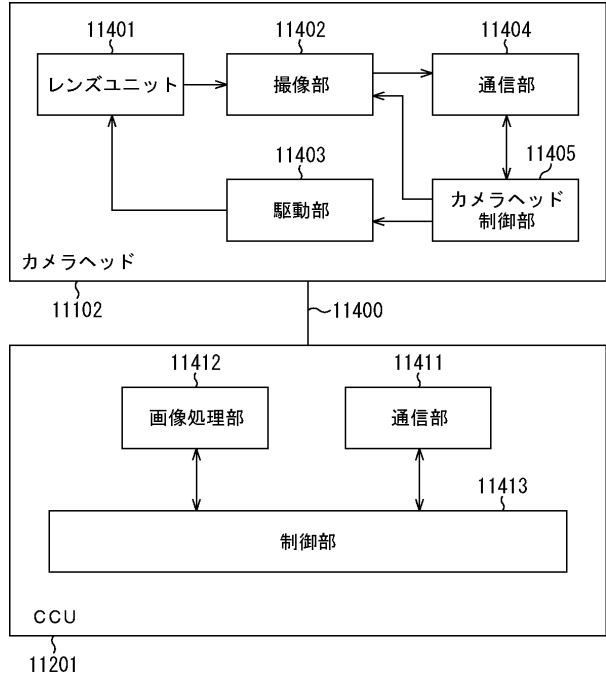 11401
11402
11404
レンズユニット
撮像部
通信部
11403
11405
駆動部
カメラヘッド
制御部
カメラヘッド
11102
11400
11412
11411
画像処理部
通信部
11413
制御部
CCU
11201